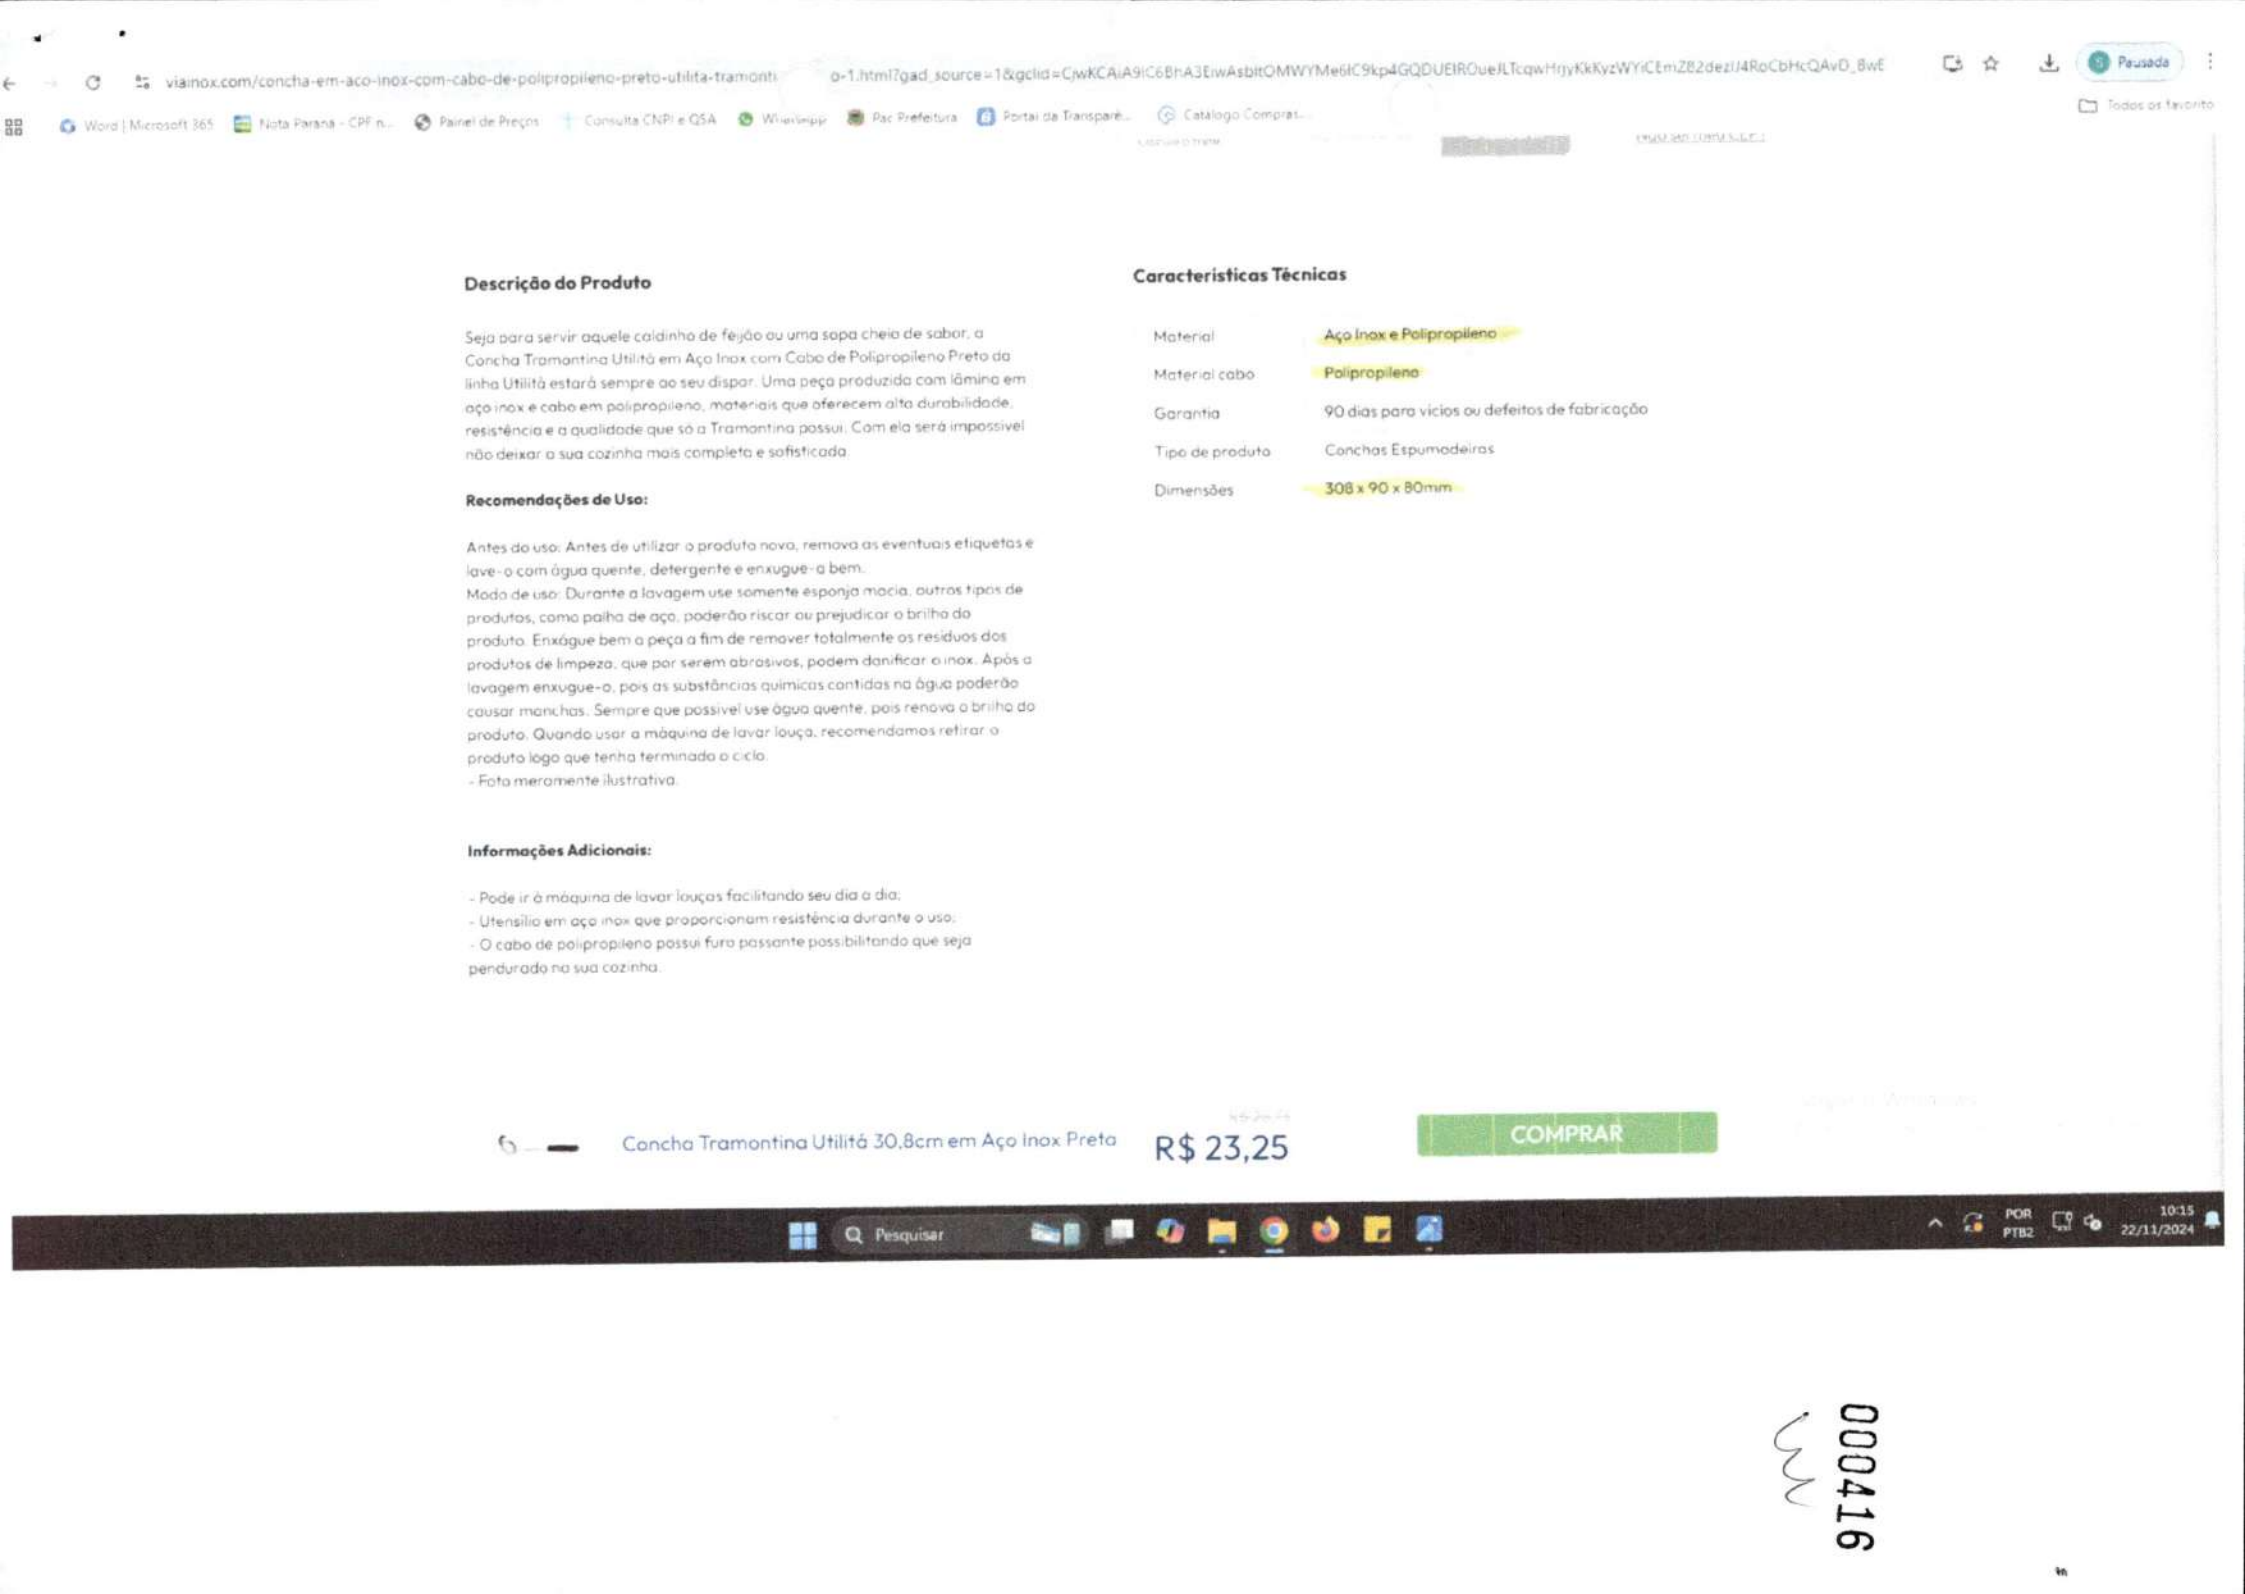 viainox.com/concha-em-aco-inox-com-cabo-de-polipropileno-preto-utilita-tramonti
Word | Microsoft 365 Nota Paraná - CPF n... Painel de Preços Consulta CNPJ e QSA Whatsapp Pac Prefeitura Portal da Transparê... Catálogo Compras... Todos os favorito
Pausada
Descrição do Produto
Seja para servir aquele caldinho de feijão ou uma sopa cheia de sabor, a
Concha Tramontina Utilitá em Aço Inox com Cabo de Polipropileno Preto da
linha Utilitá estará sempre ao seu dispor. Uma peça produzida com lâmina em
aço inox e cabo em polipropileno, materiais que oferecem alta durabilidade,
resistência e a qualidade que só a Tramontina possui. Com ela será impossível
não deixar a sua cozinha mais completa e sofisticada.
Recomendações de Uso:
Antes do uso: Antes de utilizar o produto novo, remova as eventuais etiquetas e
lave-o com água quente, detergente e enxugue-o bem.
Modo de uso: Durante a lavagem use somente esponja macia, outros tipos de
produtos, como palha de aço, poderão riscar ou prejudicar o brilho do
produto. Enxágue bem a peça a fim de remover totalmente os resíduos dos
produtos de limpeza, que por serem abrasivos, podem danificar o inox. Após a
lavagem enxugue-o, pois as substâncias químicas contidas na água poderão
causar manchas. Sempre que possível use água quente, pois renova o brilho do
produto. Quando usar a máquina de lavar louça, recomendamos retirar o
produto logo que tenha terminado o ciclo.
- Foto meramente ilustrativa.
Informações Adicionais:
- Pode ir à máquina de lavar louças facilitando seu dia a dia;
- Utensílio em aço inox que proporcionam resistência durante o uso;
- O cabo de polipropileno possui furo passante possibilitando que seja
pendurado na sua cozinha.
Características Técnicas
Material Aço Inox e Polipropileno
Material cabo Polipropileno
Garantia 90 dias para vícios ou defeitos de fabricação
Tipo de produto Conchas Espumadeiras
Dimensões 308 x 90 x 80mm
Concha Tramontina Utilitá 30,8cm em Aço Inox Preta
R$ 23,25
COMPRAR
Pesquisar
POR
PTB2
10:15
22/11/2024
000416